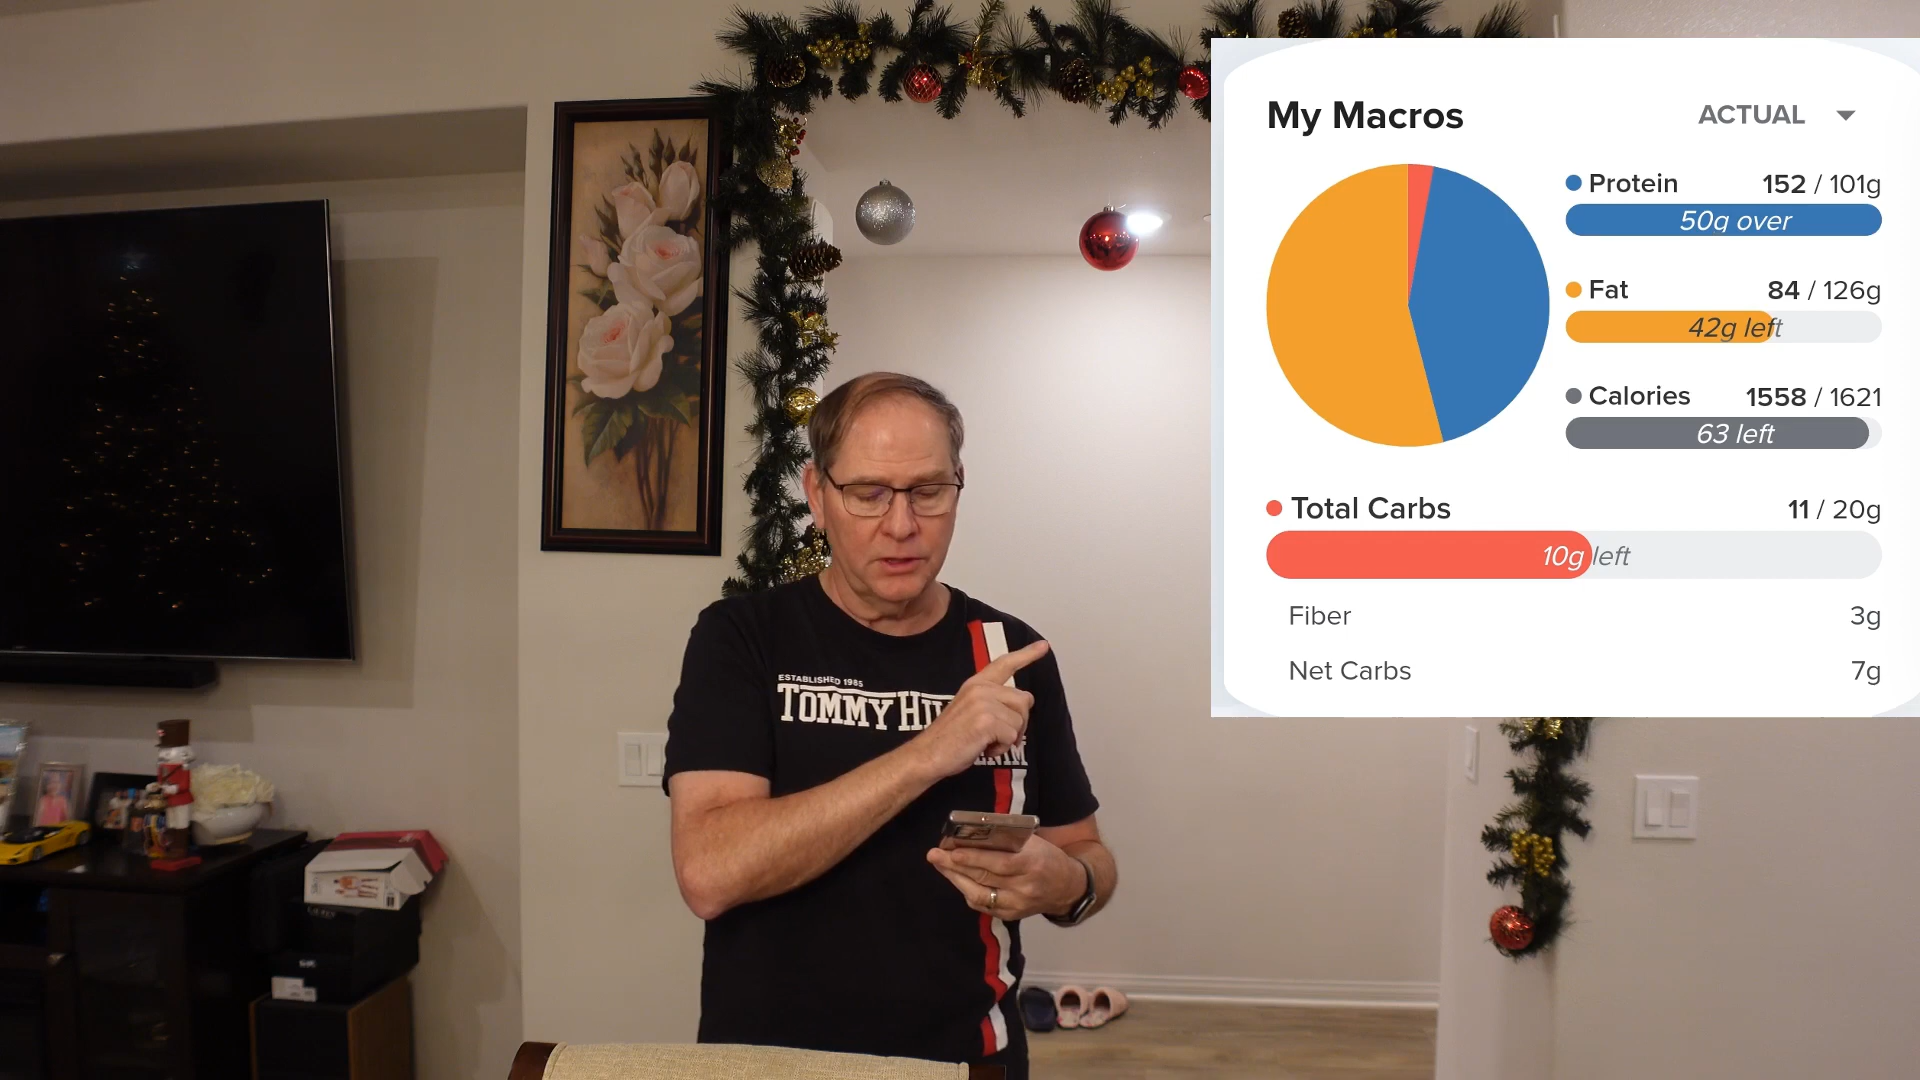 My Macros
ACTUAL
Protein 152 / 101g
50g over
Fat 84 / 126g
42g left
Calories 1558 / 1621
63 left
Total Carbs 11 / 20g
10g left
Fiber 3g
Net Carbs 7g
ESTABLISHED 1985
TOMMY